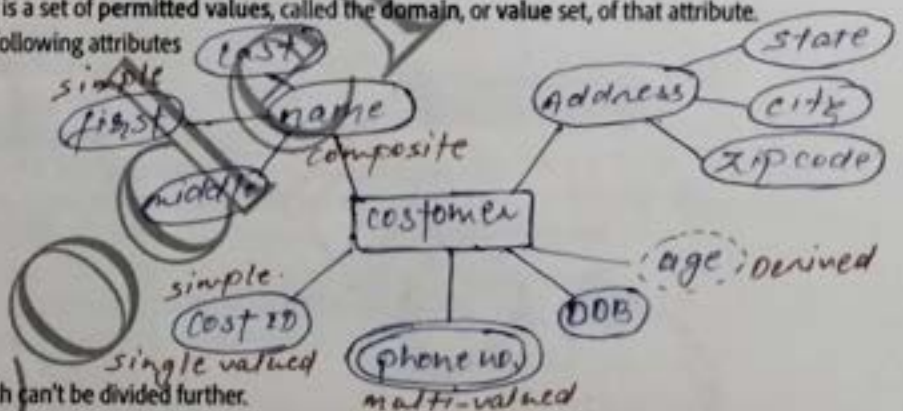 is a set of permitted values, called the domain, or value set, of that attribute.
ollowing attributes
last
state
simple
first
name
Address
city
composite
zipcode
middle
costomer
age
Derived
simple.
cost ID
DOB
single valued
phone no,
h can't be divided further.
multi-valued